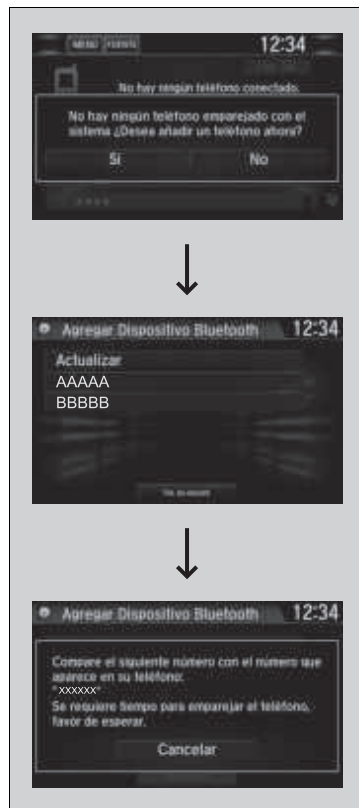 MENÚ FUENTE 12:34
No hay ningún teléfono conectado.
No hay ningún teléfono emparejado con el
sistema ¿Desea añadir un teléfono ahora?
Sí No
Agregar Dispositivo Bluetooth 12:34
Actualizar
AAAAA
BBBBB
Agregar Dispositivo Bluetooth 12:34
Compare el siguiente número con el número que
aparece en su teléfono:
"xxxxxx"
Se requiere tiempo para emparejar el teléfono,
favor de esperar.
Cancelar